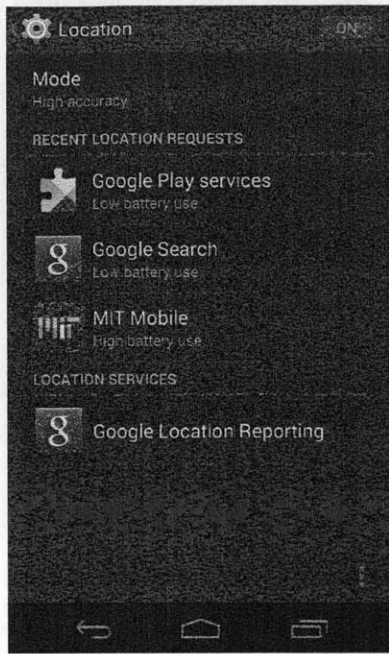 Location
ON
Mode
High accuracy
RECENT LOCATION REQUESTS
Google Play services
Low battery use
g
Google Search
Low battery use
MIT
MIT Mobile
High battery use
LOCATION SERVICES
g
Google Location Reporting